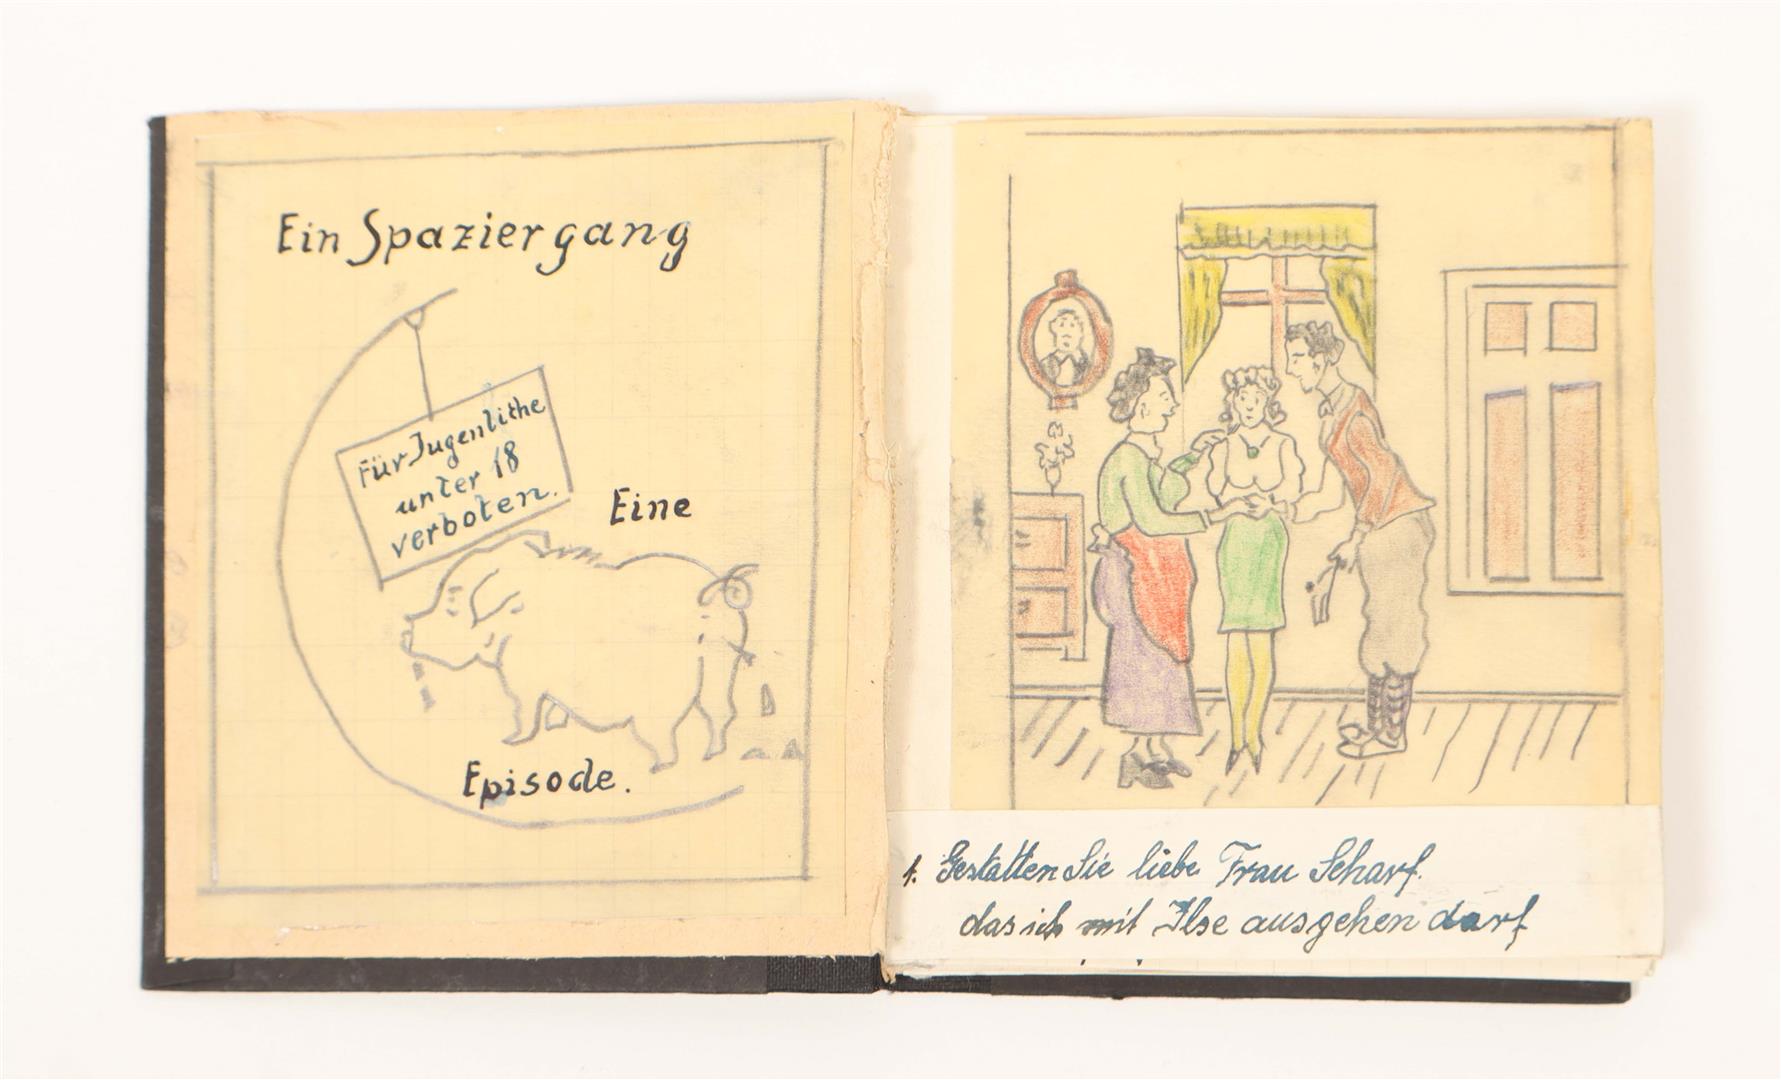 Ein Spaziergang
Für Jugenliche
unter 18
verboten.
Eine
Episode.
1. Gestatten Sie liebe Frau Scharf.
das ich mit Ilse ausgehen darf